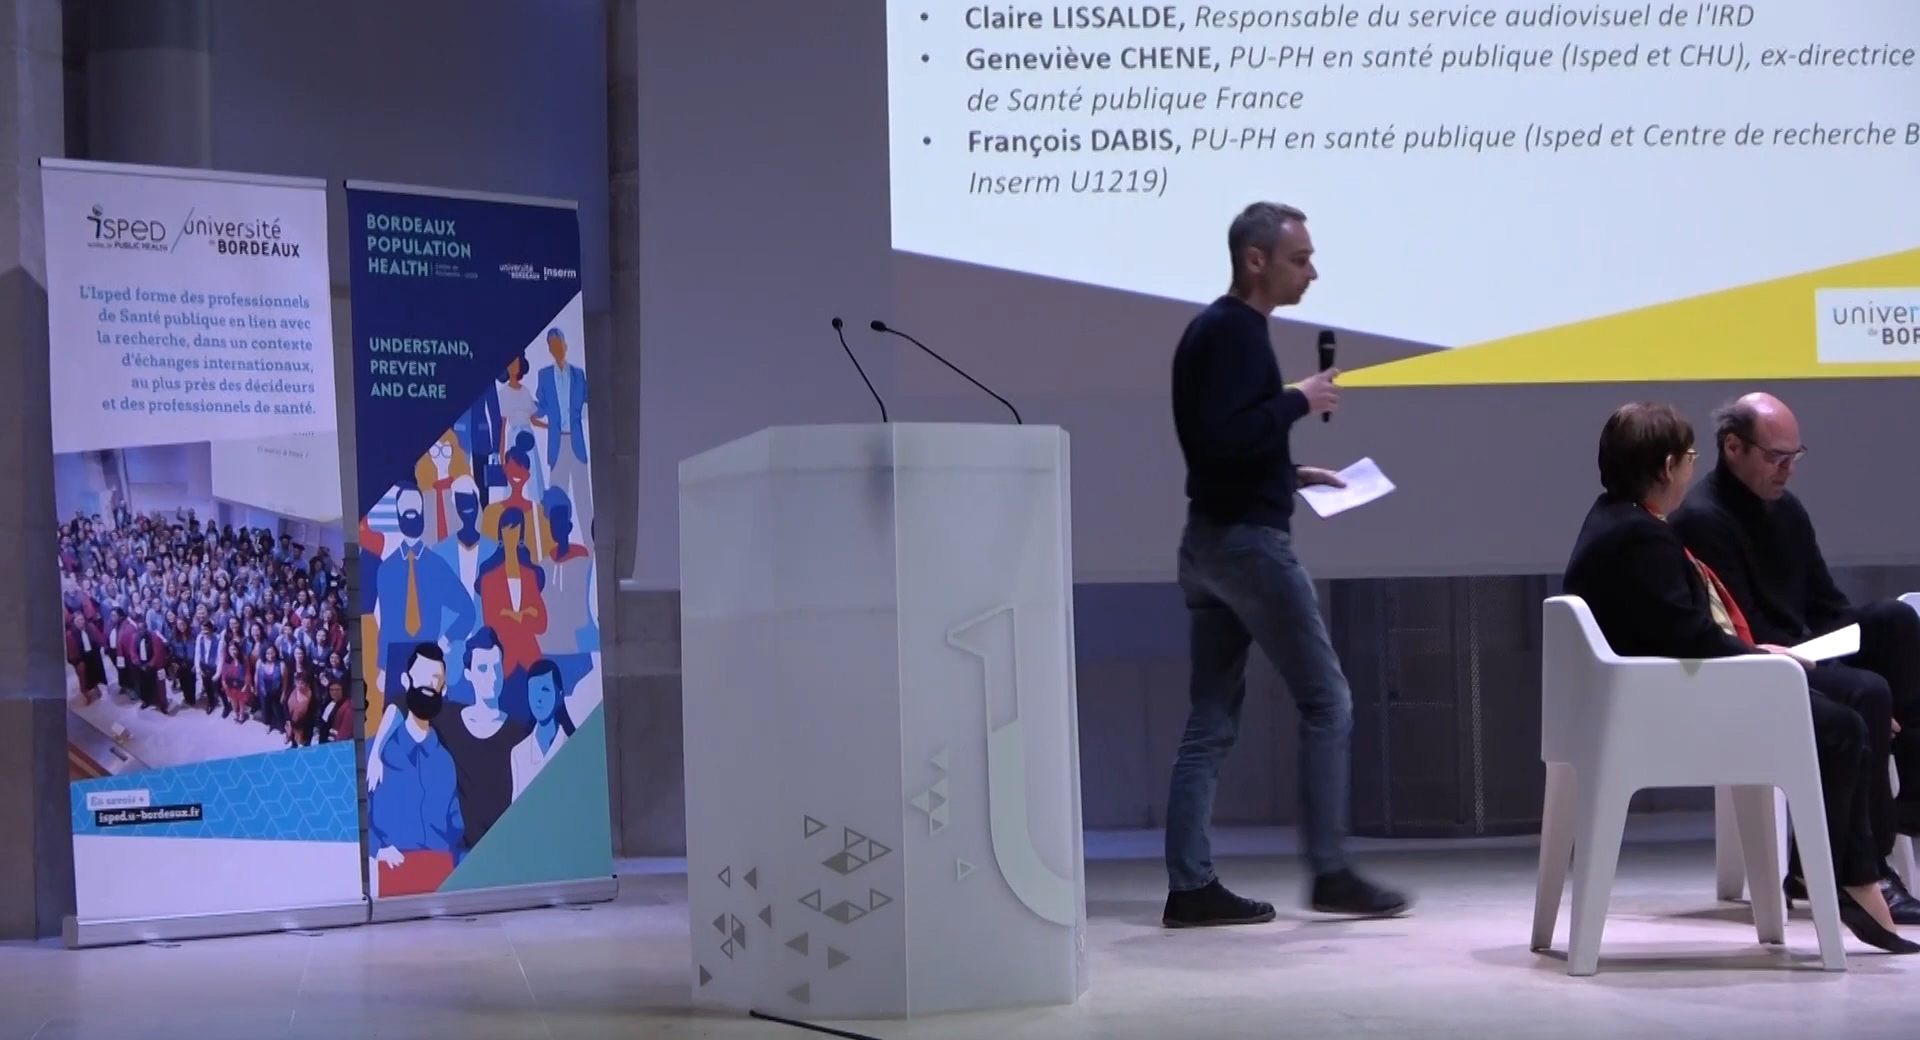 Claire LISSALDE, Responsable du service audiovisuel de l'IRD
Geneviève CHENE, PU-PH en santé publique (Isped et CHU), ex-directrice
de Santé publique France
François DABIS, PU-PH en santé publique (Isped et Centre de recherche B
Inserm U1219)
univer
BOR
isped
université
de BORDEAUX
L'Isped forme des professionnels
de Santé publique en lien avec
la recherche, dans un contexte
d'échanges internationaux,
au plus près des décideurs
et des professionnels de santé.
En savoir +
isped.u-bordeaux.fr
BORDEAUX
POPULATION
HEALTH
université
de BORDEAUX
Inserm
UNDERSTAND,
PREVENT
AND CARE